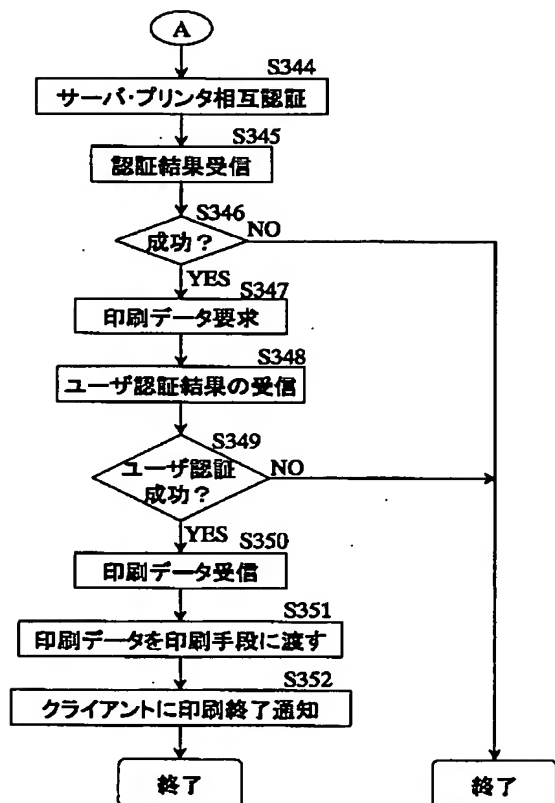 A
S344
サーバ・プリンタ相互認証
S345
認証結果受信
S346
成功？
NO
YES
S347
印刷データ要求
S348
ユーザ認証結果の受信
S349
ユーザ認証
成功？
NO
YES
S350
印刷データ受信
S351
印刷データを印刷手段に渡す
S352
クライアントに印刷終了通知
終了
終了